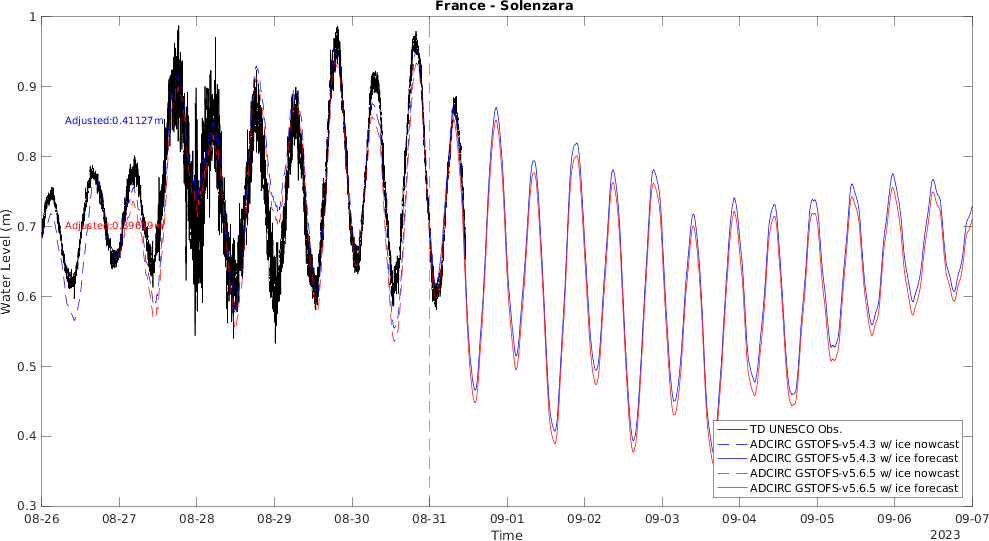 France - Solenzara
Water Level (m)
1
0.9
0.8
0.7
0.6
0.5
0.4
0.3
Adjusted:0.41127m
08-26
08-27
08-28
08-29
08-30
08-31
09-01
09-02
09-03
09-04
09-05
09-06
09-07
Time
2023
TD UNESCO Obs.
ADCIRC GSTOFS-v5.4.3 w/ ice nowcast
ADCIRC GSTOFS-v5.4.3 w/ ice forecast
ADCIRC GSTOFS-v5.6.5 w/ ice nowcast
ADCIRC GSTOFS-v5.6.5 w/ ice forecast